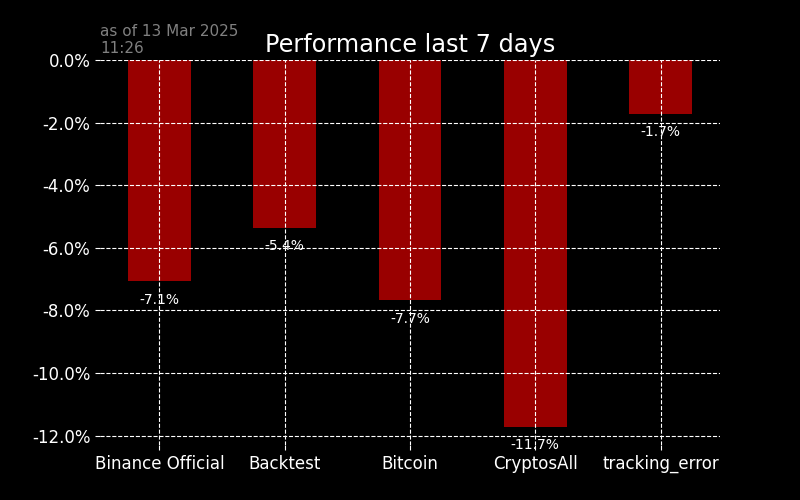 as of 13 Mar 2025
11:26
Performance last 7 days
0.0%
-2.0%
-4.0%
-6.0%
-8.0%
-10.0%
-12.0%
-7.1%
-5.4%
-7.7%
-11.7%
-1.7%
Binance Official
Backtest
Bitcoin
CryptosAll
tracking_error